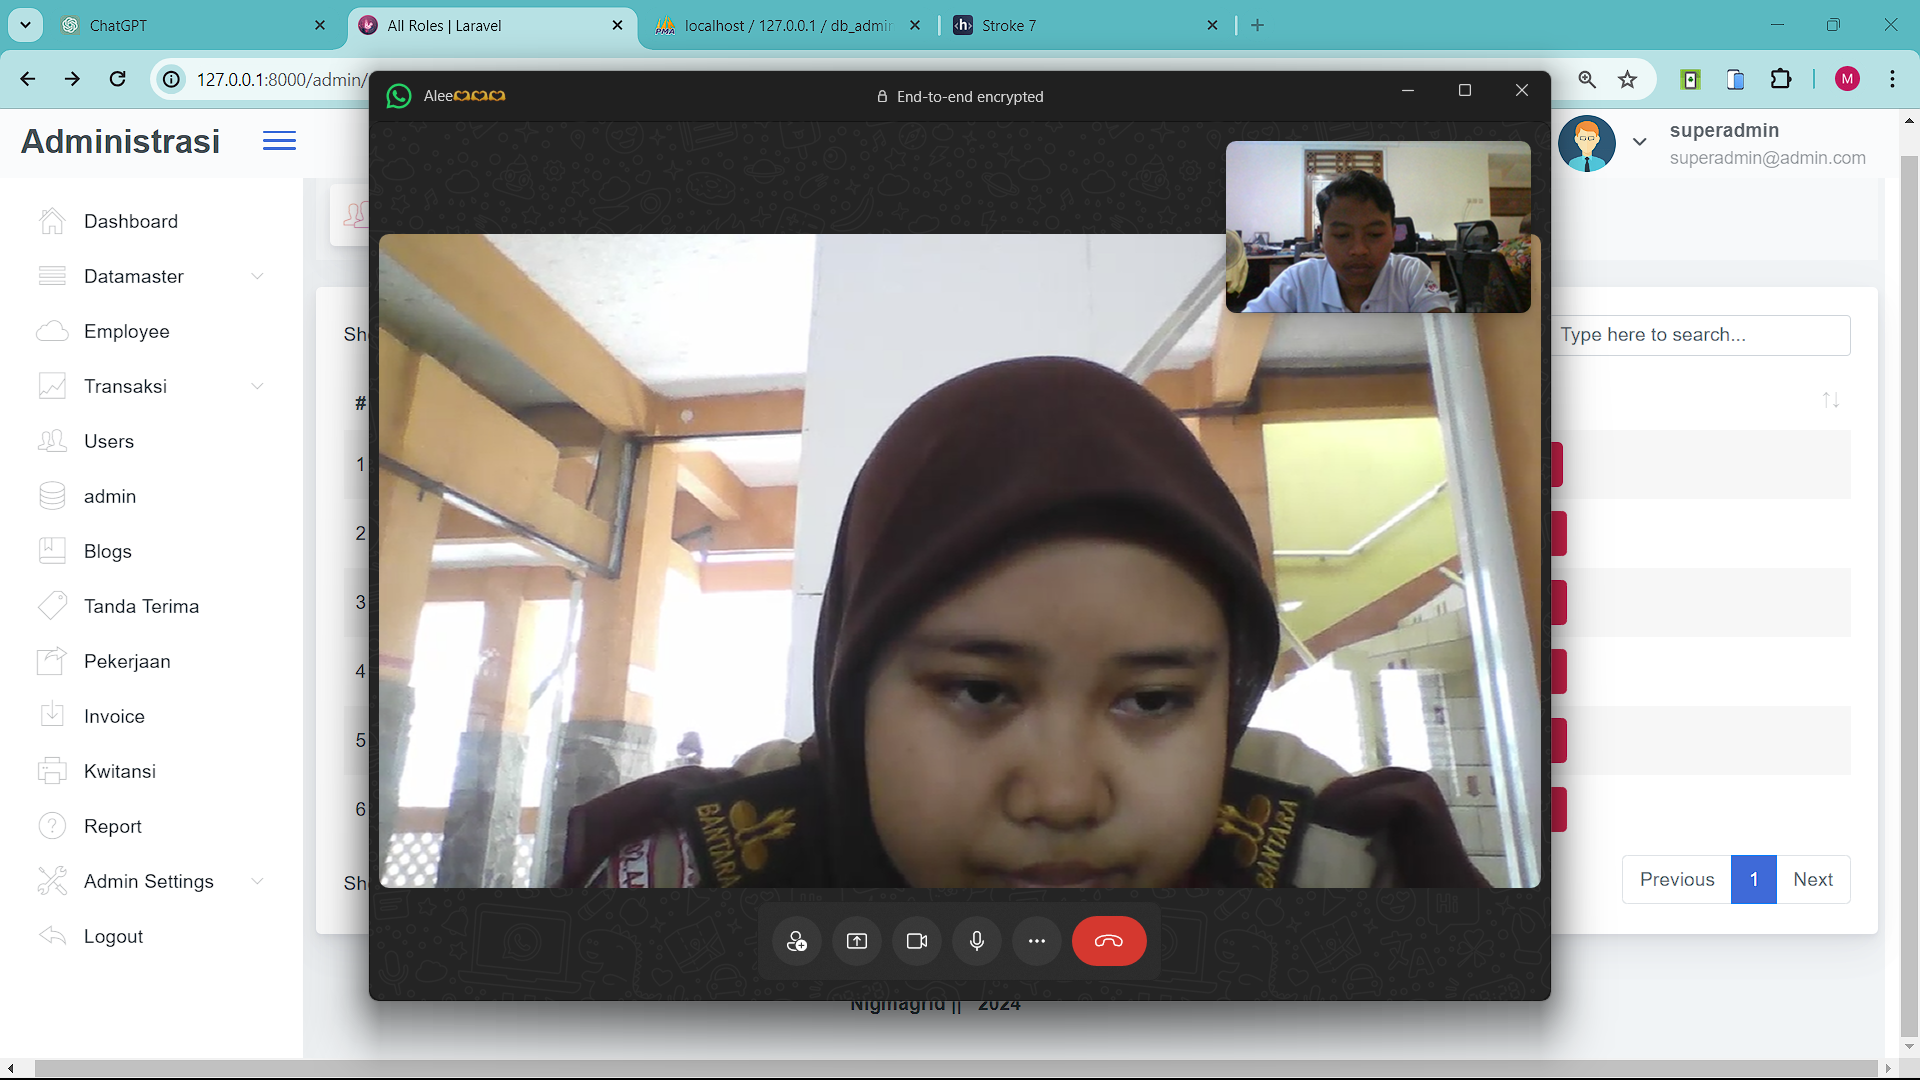 ChatGPT
All Roles | Laravel
localhost / 127.0.0.1 / db_admin
Stroke 7
127.0.0.1:8000/admin/
M
Alee
End-to-end encrypted
Administrasi
superadmin
superadmin@admin.com
Dashboard
Datamaster
Employee
Transaksi
Users
admin
Blogs
Tanda Terima
Pekerjaan
Invoice
Kwitansi
Report
Admin Settings
Logout
Type here to search...
#
1
2
3
4
5
6
BANTARA
BANTARA
Previous
1
Next
Nigmagrid || 2024